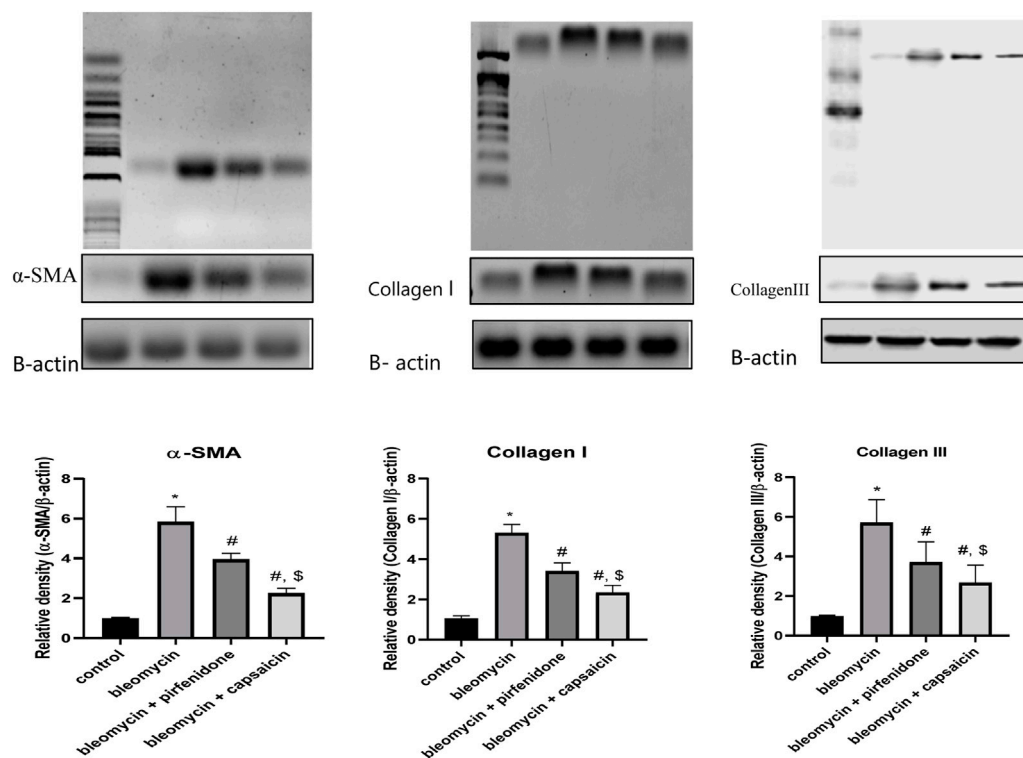 α-SMA
B-actin
Collagen I
B- actin
CollagenIII
B-actin
α-SMA
Relative density (α-SMA/β-actin)
8
6
4
2
0
*
#
#, $
control
bleomycin
bleomycin + pirfenidone
bleomycin + capsaicin
Collagen I
Relative density (Collagen I/β-actin)
8
6
4
2
0
*
#
#, $
control
bleomycin
bleomycin + pirfenidone
bleomycin + capsaicin
Collagen III
Relative density (Collagen III/β-actin)
8
6
4
2
0
*
#
#, $
control
bleomycin
bleomycin + pirfenidone
bleomycin + capsaicin